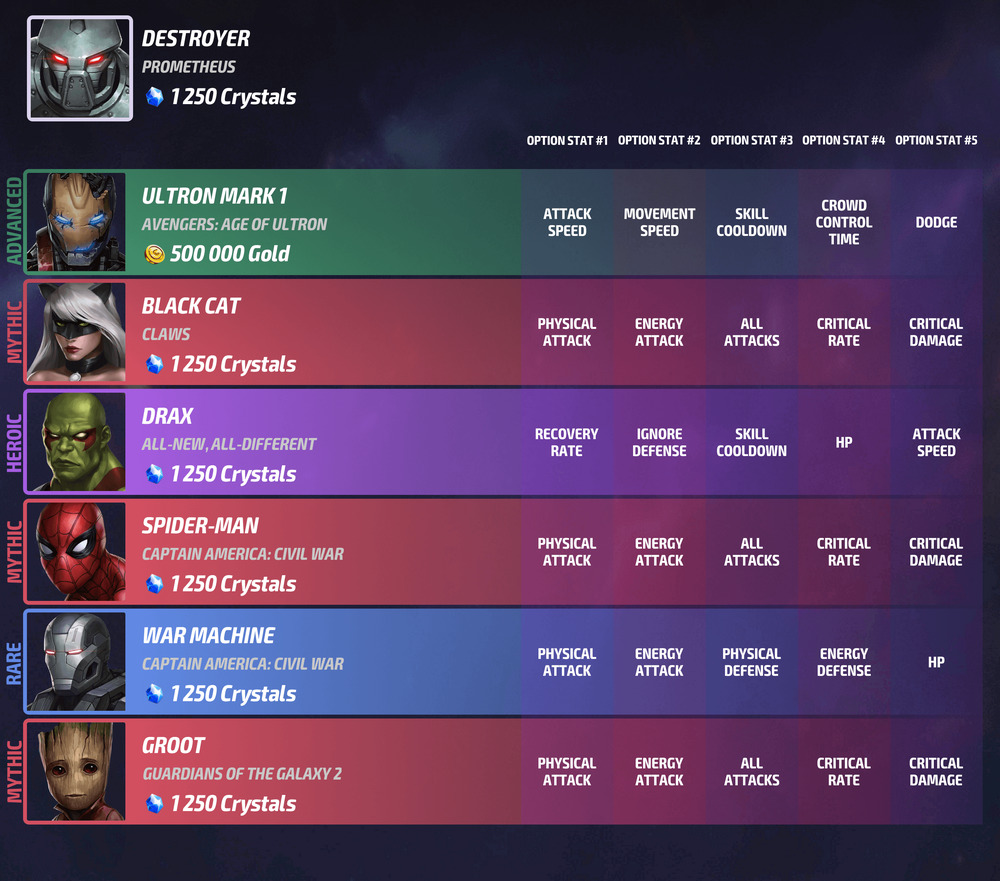 DESTROYER
PROMETHEUS
1 250 Crystals
OPTION STAT #1 OPTION STAT #2 OPTION STAT #3 OPTION STAT #4 OPTION STAT #5
ADVANCED
ULTRON MARK 1
AVENGERS: AGE OF ULTRON
500 000 Gold
ATTACK
SPEED
MOVEMENT
SPEED
SKILL
COOLDOWN
CROWD
CONTROL
TIME
DODGE
MYTHIC
BLACK CAT
CLAWS
1 250 Crystals
PHYSICAL
ATTACK
ENERGY
ATTACK
ALL
ATTACKS
CRITICAL
RATE
CRITICAL
DAMAGE
HEROIC
DRAX
ALL-NEW, ALL-DIFFERENT
1 250 Crystals
RECOVERY
RATE
IGNORE
DEFENSE
SKILL
COOLDOWN
HP
ATTACK
SPEED
MYTHIC
SPIDER-MAN
CAPTAIN AMERICA: CIVIL WAR
1 250 Crystals
PHYSICAL
ATTACK
ENERGY
ATTACK
ALL
ATTACKS
CRITICAL
RATE
CRITICAL
DAMAGE
RARE
WAR MACHINE
CAPTAIN AMERICA: CIVIL WAR
1 250 Crystals
PHYSICAL
ATTACK
ENERGY
ATTACK
PHYSICAL
DEFENSE
ENERGY
DEFENSE
HP
MYTHIC
GROOT
GUARDIANS OF THE GALAXY 2
1 250 Crystals
PHYSICAL
ATTACK
ENERGY
ATTACK
ALL
ATTACKS
CRITICAL
RATE
CRITICAL
DAMAGE